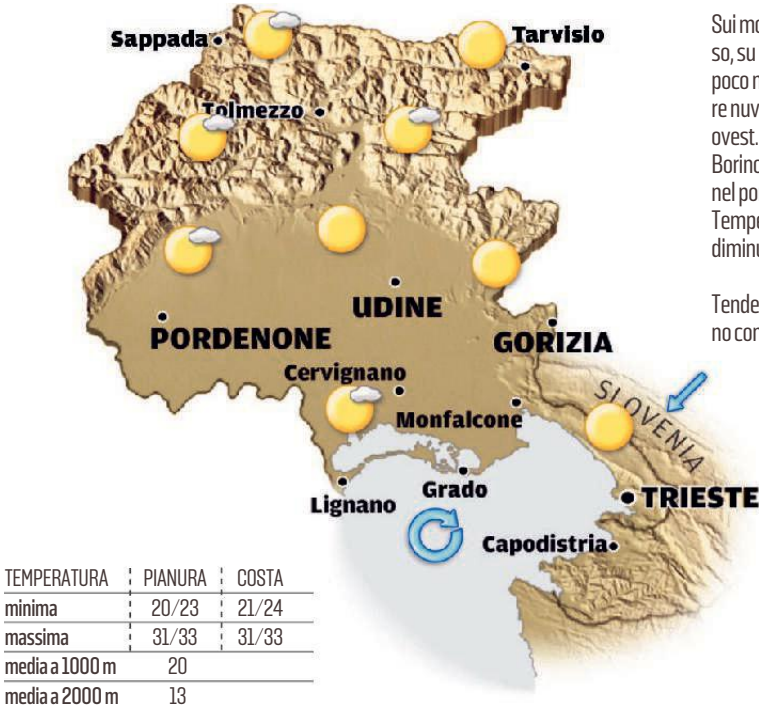 Sappada
Tarvisio
Tolmezzo
UDINE
PORDENONE
GORIZIA
Cervignano
Monfalcone
SLOVENIA
Lignano
Grado
TRIESTE
Capodistria
TEMPERATURA PIANURA COSTA
minima 20/23 21/24
massima 31/33 31/33
media a 1000 m 20
media a 2000 m 13
Sui mo
so, su
poco
re nuv
ovest.
Borino
nel po
Tempe
diminu
Tende
no con